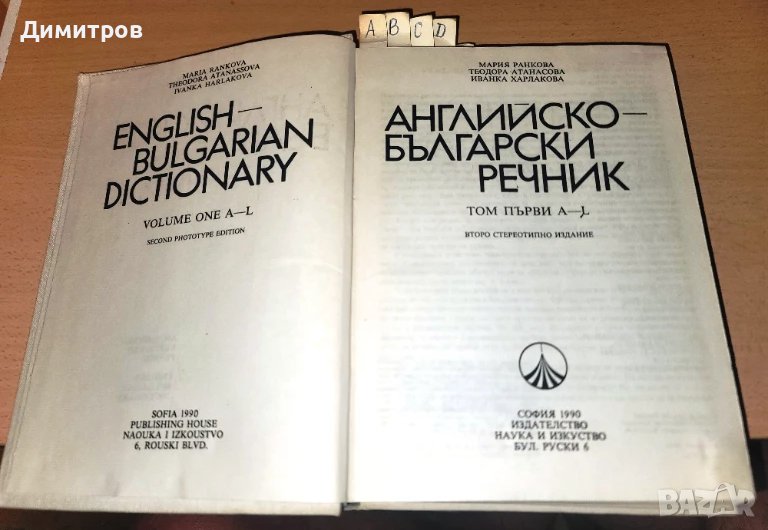 Димитров
A B C D
MARIA RANKOVA
THEODORA ATANASSOVA
IVANKA HARLAKOVA
ENGLISH—
BULGARIAN
DICTIONARY
VOLUME ONE A—L
SECOND PHOTOTYPE EDITION
SOFIA 1990
PUBLISHING HOUSE
NAOUKA I IZKOUSTVO
6, ROUSKI BLVD.
МАРИЯ РАНКОВА
ТЕОДОРА АТАНАСОВА
ИВАНКА ХАРЛАКОВА
АНГЛИЙСКО—
БЪЛГАРСКИ
РЕЧНИК
ТОМ ПЪРВИ A—L
ВТОРО СТЕРЕОТИПНО ИЗДАНИЕ
СОФИЯ 1990
ИЗДАТЕЛСТВО
НАУКА И ИЗКУСТВО
БУЛ. РУСКИ 6
BAZAR